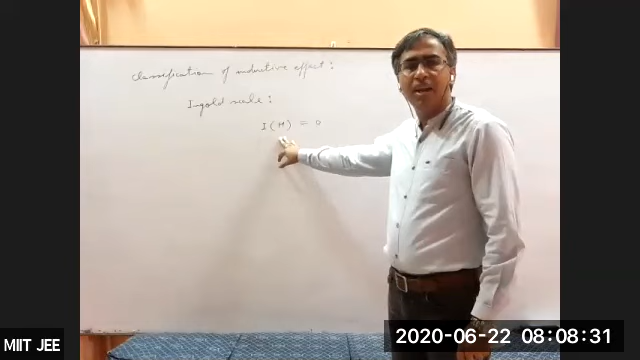 Classification of inductive effect:
Ingold scale:
I(H) = 0
MIIT JEE
2020-06-22 08:08:31